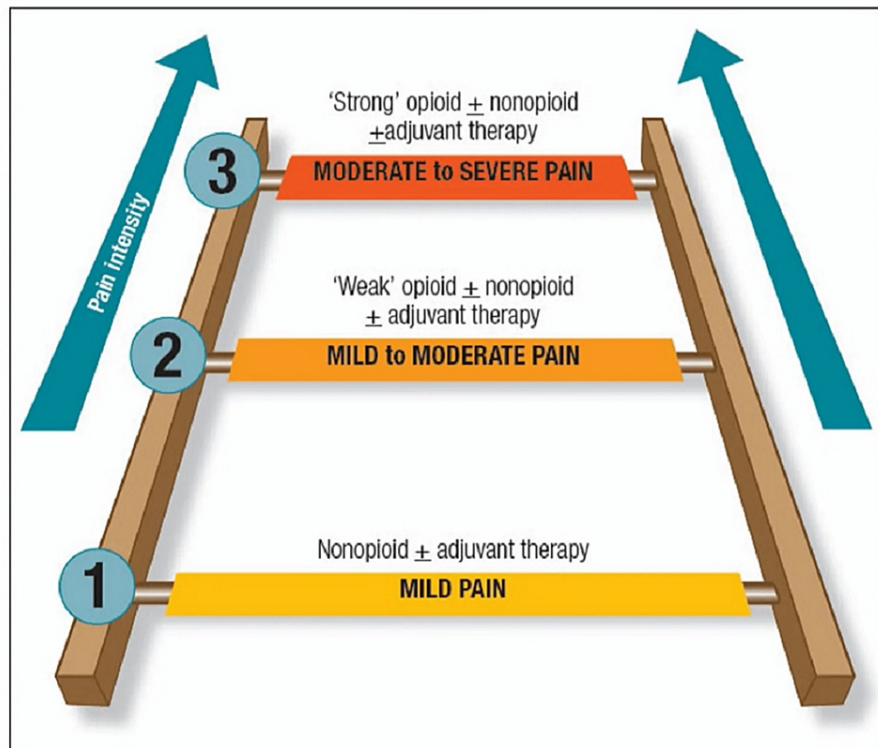 Pain intensity
'Strong' opioid ± nonopioid
±adjuvant therapy
3
MODERATE to SEVERE PAIN
'Weak' opioid ± nonopioid
± adjuvant therapy
2
MILD to MODERATE PAIN
Nonopioid ± adjuvant therapy
1
MILD PAIN